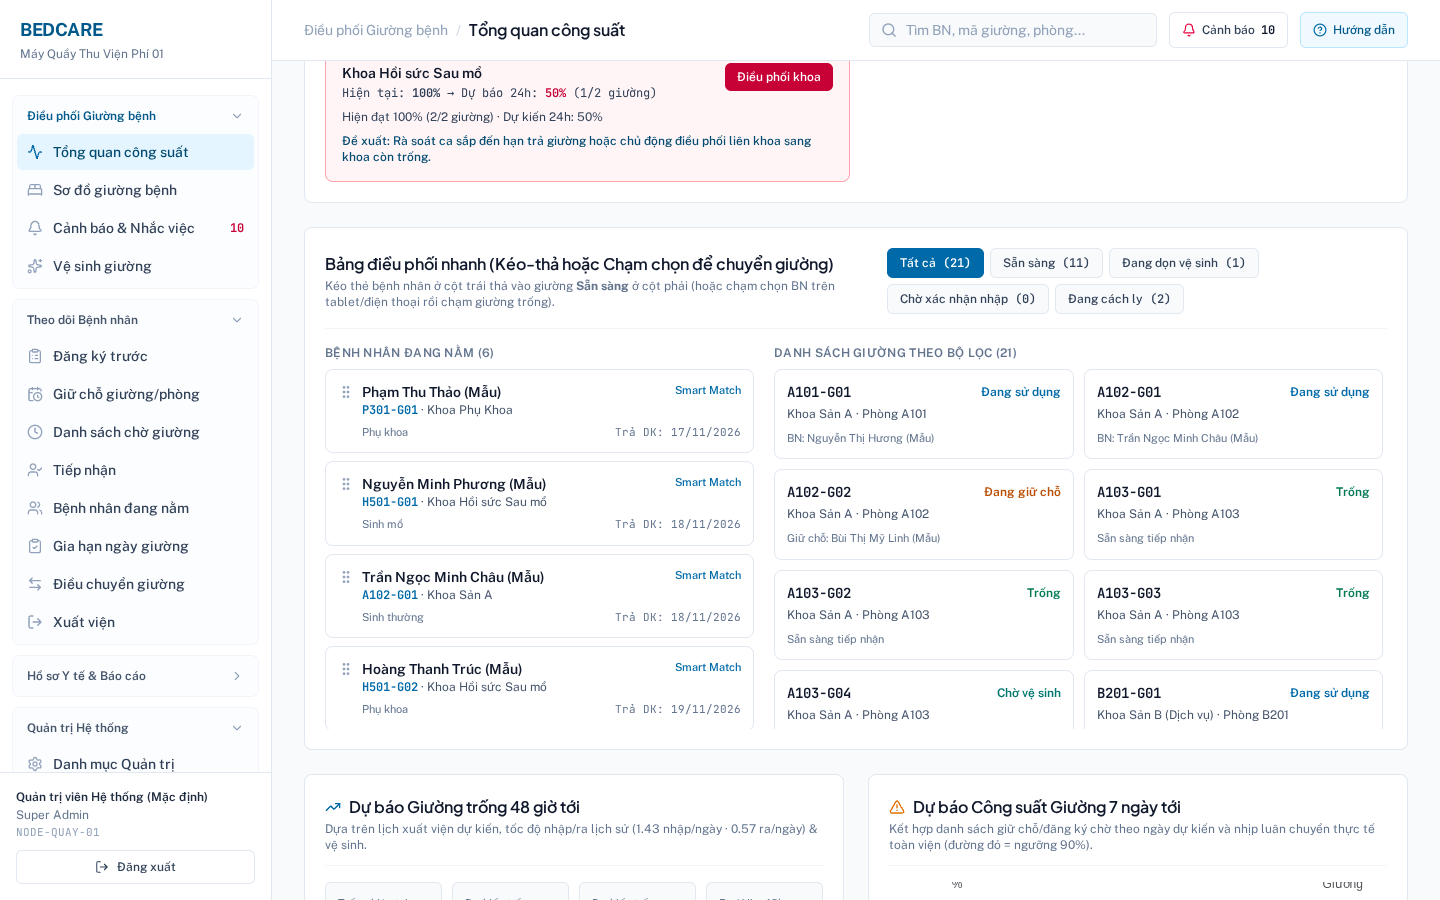 BEDCARE
Máy Quầy Thu Viện Phí 01
Điều phối Giường bệnh
Tổng quan công suất
Sơ đồ giường bệnh
Cảnh báo & Nhắc việc 10
Vệ sinh giường
Theo dõi Bệnh nhân
Đăng ký trước
Giữ chỗ giường/phòng
Danh sách chờ giường
Tiếp nhận
Bệnh nhân đang nằm
Gia hạn ngày giường
Điều chuyển giường
Xuất viện
Hồ sơ Y tế & Báo cáo
Quản trị Hệ thống
Danh mục Quản trị
Quản trị viên Hệ thống (Mặc định)
Super Admin
NODE-QUAY-01
Đăng xuất
Điều phối Giường bệnh / Tổng quan công suất
Tìm BN, mã giường, phòng...
Cảnh báo 10
Hướng dẫn
Khoa Hồi sức Sau mổ
Điều phối khoa
Hiện tại: 100% → Dự báo 24h: 50% (1/2 giường)
Hiện đạt 100% (2/2 giường) · Dự kiến 24h: 50%
Đề xuất: Rà soát ca sắp đến hạn trả giường hoặc chủ động điều phối liên khoa sang
khoa còn trống.
Bảng điều phối nhanh (Kéo-thả hoặc Chạm chọn để chuyển giường)
Kéo thẻ bệnh nhân ở cột trái thả vào giường Sẵn sàng ở cột phải (hoặc chạm chọn BN trên
tablet/điện thoại rồi chạm giường trống).
Tất cả (21)
Sẵn sàng (11)
Đang dọn vệ sinh (1)
Chờ xác nhận nhập (0)
Đang cách ly (2)
BỆNH NHÂN ĐANG NẰM (6)
Phạm Thu Thảo (Mẫu) Smart Match
P301-G01 · Khoa Phụ Khoa
Phụ khoa Trả DK: 17/11/2026
Nguyễn Minh Phương (Mẫu) Smart Match
H501-G01 · Khoa Hồi sức Sau mổ
Sinh mổ Trả DK: 18/11/2026
Trần Ngọc Minh Châu (Mẫu) Smart Match
A102-G01 · Khoa Sản A
Sinh thường Trả DK: 18/11/2026
Hoàng Thanh Trúc (Mẫu) Smart Match
H501-G02 · Khoa Hồi sức Sau mổ
Phụ khoa Trả DK: 19/11/2026
DANH SÁCH GIƯỜNG THEO BỘ LỌC (21)
A101-G01 Đang sử dụng
Khoa Sản A · Phòng A101
BN: Nguyễn Thị Hương (Mẫu)
A102-G01 Đang sử dụng
Khoa Sản A · Phòng A102
BN: Trần Ngọc Minh Châu (Mẫu)
A102-G02 Đang giữ chỗ
Khoa Sản A · Phòng A102
Giữ chỗ: Bùi Thị Mỹ Linh (Mẫu)
A103-G01 Trống
Khoa Sản A · Phòng A103
Sẵn sàng tiếp nhận
A103-G02 Trống
Khoa Sản A · Phòng A103
Sẵn sàng tiếp nhận
A103-G03 Trống
Khoa Sản A · Phòng A103
Sẵn sàng tiếp nhận
A103-G04 Chờ vệ sinh
Khoa Sản A · Phòng A103
B201-G01 Đang sử dụng
Khoa Sản B (Dịch vụ) · Phòng B201
Dự báo Giường trống 48 giờ tới
Dựa trên lịch xuất viện dự kiến, tốc độ nhập/ra lịch sử (1.43 nhập/ngày · 0.57 ra/ngày) &
vệ sinh.
Dự báo Công suất Giường 7 ngày tới
Kết hợp danh sách giữ chỗ/đăng ký chờ theo ngày dự kiến và nhịp luân chuyển thực tế
toàn viện (đường đỏ = ngưỡng 90%).
% Giường